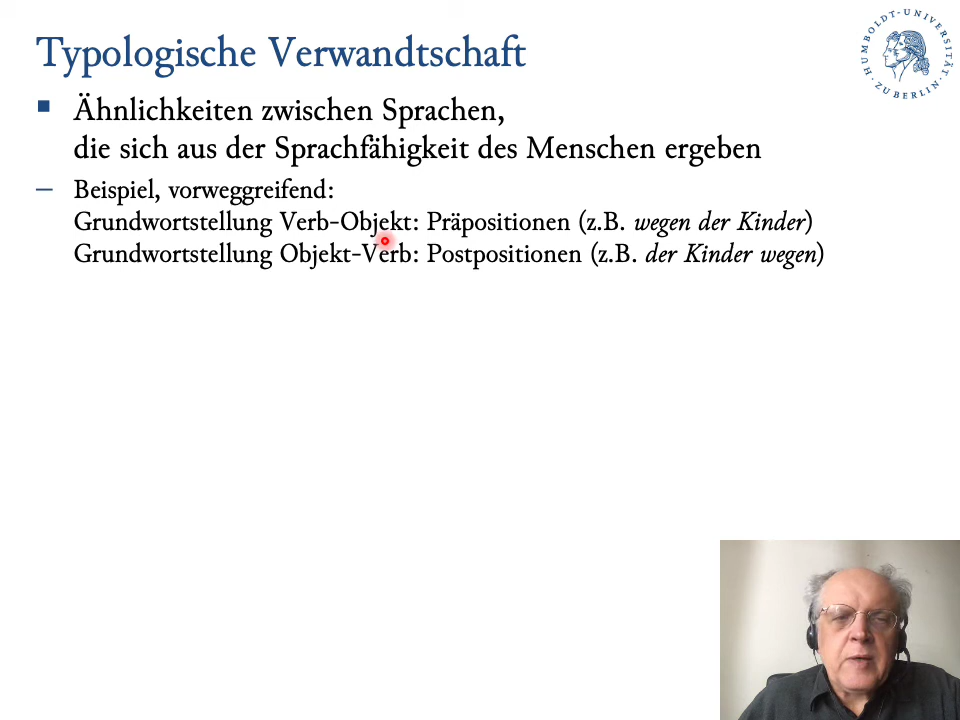 Typologische Verwandtschaft
Ähnlichkeiten zwischen Sprachen,
die sich aus der Sprachfähigkeit des Menschen ergeben
– Beispiel, vorweggreifend:
Grundwortstellung Verb-Objekt: Präpositionen (z.B. wegen der Kinder)
Grundwortstellung Objekt-Verb: Postpositionen (z.B. der Kinder wegen)
HUMBOLDT-UNIVERSITÄT
ZU BERLIN